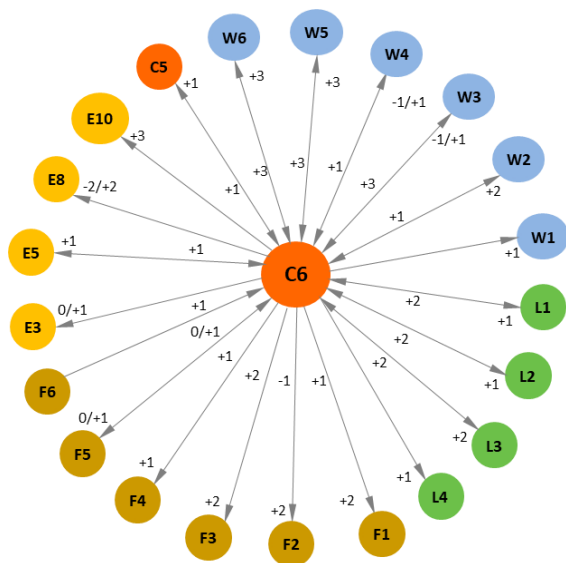 W5
W6
W4
C5
+3
+3
+1
-1/+1
W3
E10
+3
-1/+1
W2
+3
+3
+1
E8
-2/+2
+1
+3
+2
+1
W1
E5
+1
+1
+1
C6
E3
0/+1
+1
+2
+1
L1
0/+1
+2
F6
+1
+2
L2
+2
-1
+1
+1
0/+1
F5
+2
L3
+1
+1
F4
+2
+2
+2
L4
F3
F2
F1